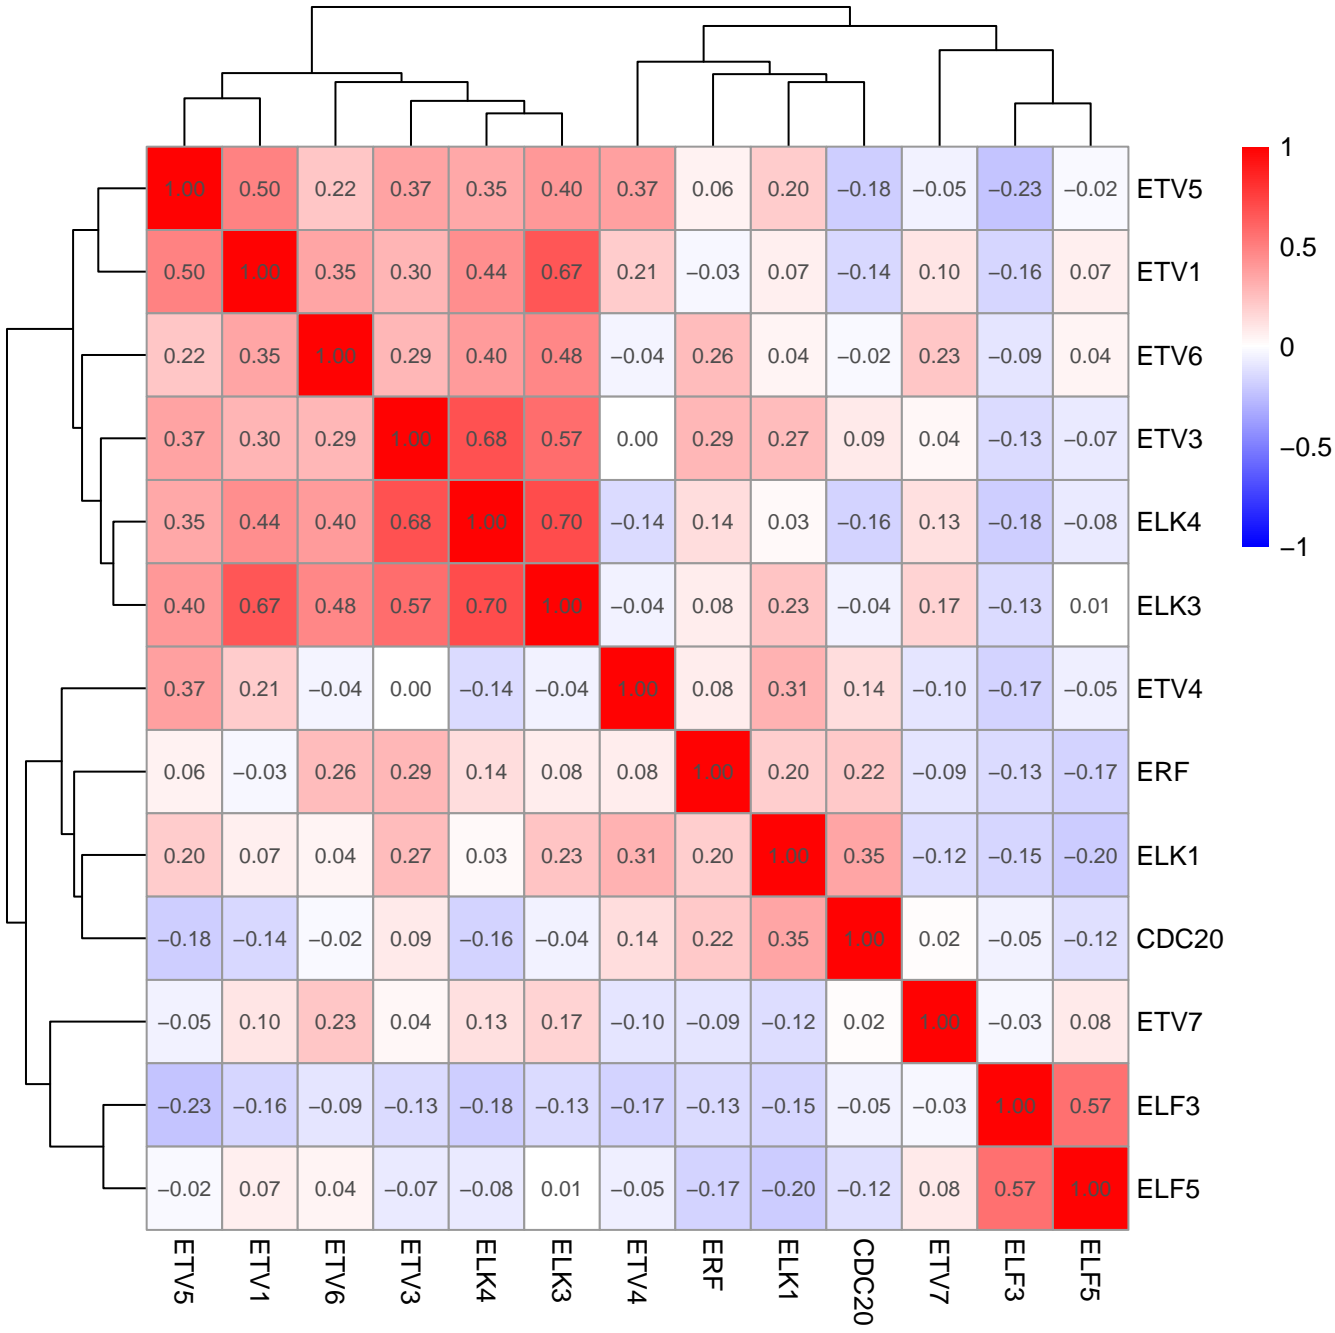 1.00 0.50 0.22 0.37 0.35 0.40 0.37 0.06 0.20 −0.18 −0.05 −0.23 −0.02 ETV5
0.50 1.00 0.35 0.30 0.44 0.67 0.21 −0.03 0.07 −0.14 0.10 −0.16 0.07 ETV1
0.22 0.35 1.00 0.29 0.40 0.48 −0.04 0.26 0.04 −0.02 0.23 −0.09 0.04 ETV6
0.37 0.30 0.29 1.00 0.68 0.57 0.00 0.29 0.27 0.09 0.04 −0.13 −0.07 ETV3
0.35 0.44 0.40 0.68 1.00 0.70 −0.14 0.14 0.03 −0.16 0.13 −0.18 −0.08 ELK4
0.40 0.67 0.48 0.57 0.70 1.00 −0.04 0.08 0.23 −0.04 0.17 −0.13 0.01 ELK3
0.37 0.21 −0.04 0.00 −0.14 −0.04 1.00 0.08 0.31 0.14 −0.10 −0.17 −0.05 ETV4
0.06 −0.03 0.26 0.29 0.14 0.08 0.08 1.00 0.20 0.22 −0.09 −0.13 −0.17 ERF
0.20 0.07 0.04 0.27 0.03 0.23 0.31 0.20 1.00 0.35 −0.12 −0.15 −0.20 ELK1
−0.18 −0.14 −0.02 0.09 −0.16 −0.04 0.14 0.22 0.35 1.00 0.02 −0.05 −0.12 CDC20
−0.05 0.10 0.23 0.04 0.13 0.17 −0.10 −0.09 −0.12 0.02 1.00 −0.03 0.08 ETV7
−0.23 −0.16 −0.09 −0.13 −0.18 −0.13 −0.17 −0.13 −0.15 −0.05 −0.03 1.00 0.57 ELF3
−0.02 0.07 0.04 −0.07 −0.08 0.01 −0.05 −0.17 −0.20 −0.12 0.08 0.57 1.00 ELF5
ETV5 ETV1 ETV6 ETV3 ELK4 ELK3 ETV4 ERF ELK1 CDC20 ETV7 ELF3 ELF5
1
0.5
0
−0.5
−1